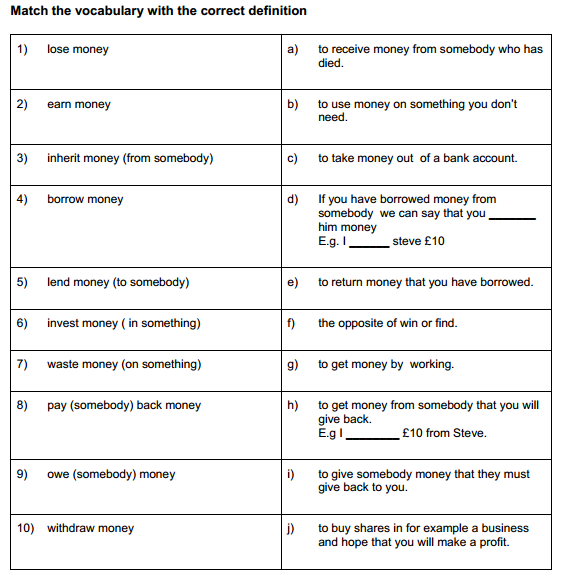 Match the vocabulary with the correct definition
1) lose money
a) to receive money from somebody who has
died.
2) earn money
b) to use money on something you don't
need.
3) inherit money (from somebody)
c) to take money out of a bank account.
4) borrow money
d) If you have borrowed money from
somebody we can say that you _______
him money
E.g. I ______ steve £10
5) lend money (to somebody)
e) to return money that you have borrowed.
6) invest money ( in something)
f) the opposite of win or find.
7) waste money (on something)
g) to get money by working.
8) pay (somebody) back money
h) to get money from somebody that you will
give back.
E.g I ________ £10 from Steve.
9) owe (somebody) money
i) to give somebody money that they must
give back to you.
10) withdraw money
j) to buy shares in for example a business
and hope that you will make a profit.